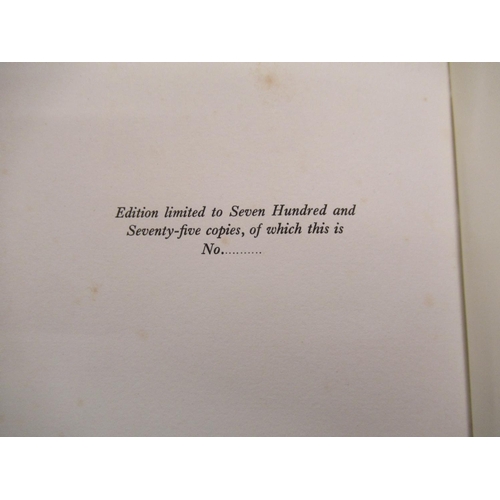 Edition limited to Seven Hundred and
Seventy-five copies, of which this is
No...........